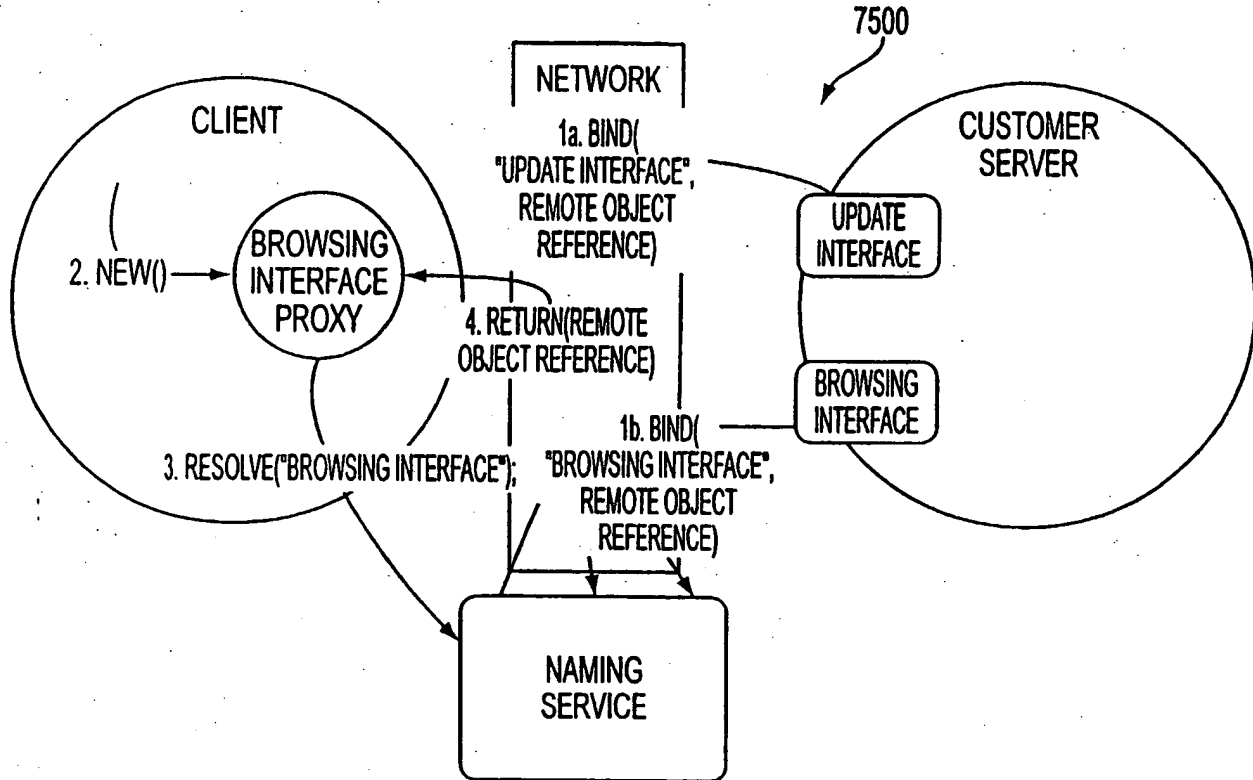 7500
NETWORK
CLIENT
1a. BIND(
"UPDATE INTERFACE",
REMOTE OBJECT
REFERENCE)
CUSTOMER
SERVER
UPDATE
INTERFACE
2. NEW()
BROWSING
INTERFACE
PROXY
4. RETURN(REMOTE
OBJECT REFERENCE)
BROWSING
INTERFACE
1b. BIND(
"BROWSING INTERFACE",
REMOTE OBJECT
REFERENCE)
3. RESOLVE("BROWSING INTERFACE");
NAMING
SERVICE